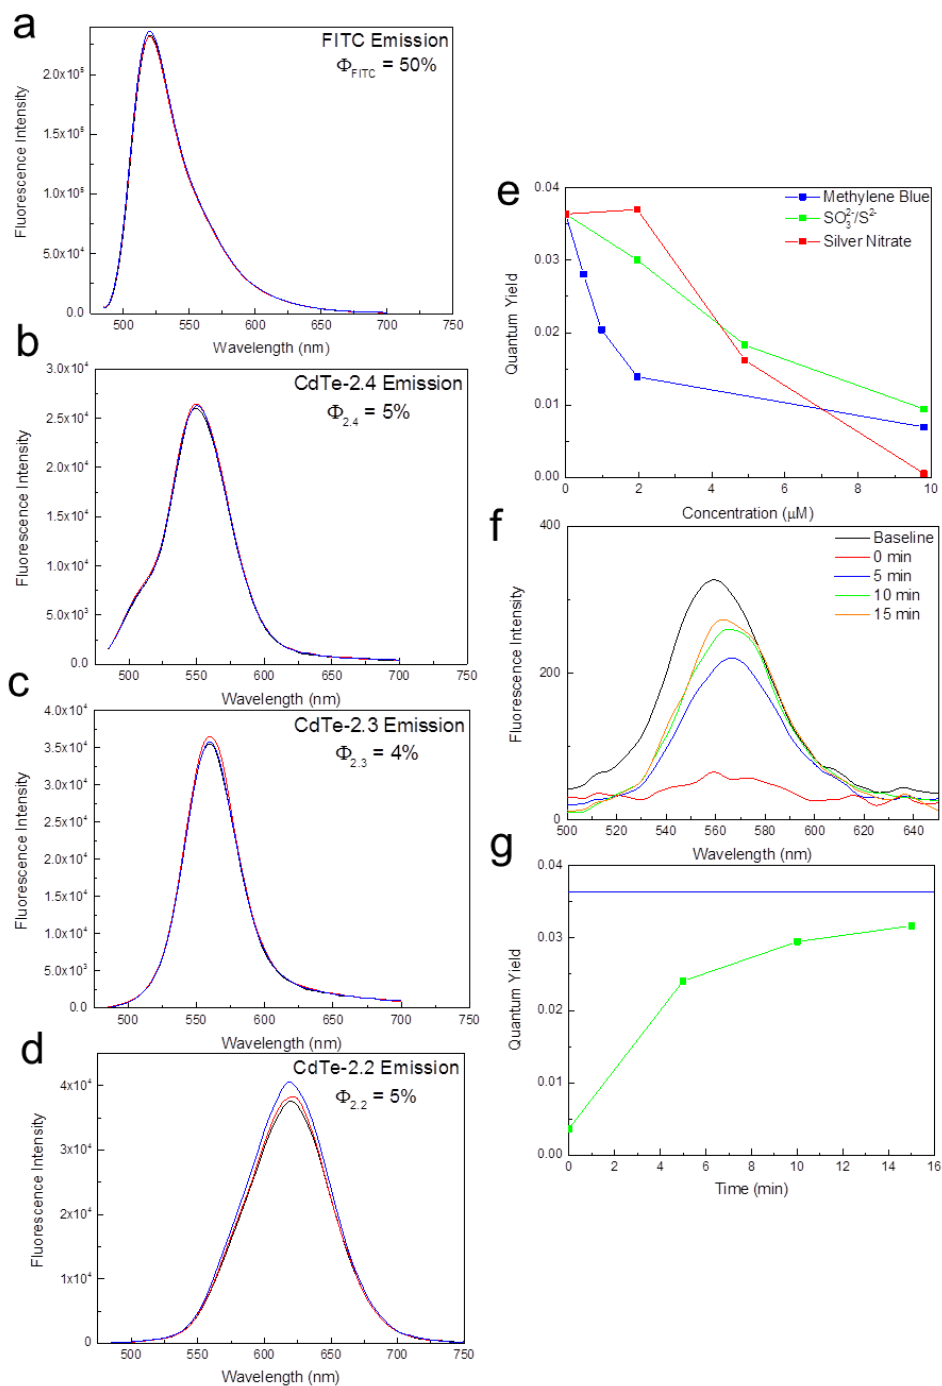 a
FITC Emission
Φ_FITC = 50%
Fluorescence Intensity
2.0x10⁵
1.5x10⁵
1.0x10⁵
5.0x10⁴
0.0
500 550 600 650 700 750
Wavelength (nm)
b
CdTe-2.4 Emission
Φ_2.4 = 5%
Fluorescence Intensity
3.0x10⁴
2.5x10⁴
2.0x10⁴
1.5x10⁴
1.0x10⁴
5.0x10³
0.0
500 550 600 650 700 750
Wavelength (nm)
c
CdTe-2.3 Emission
Φ_2.3 = 4%
Fluorescence Intensity
4.0x10⁴
3.5x10⁴
3.0x10⁴
2.5x10⁴
2.0x10⁴
1.5x10⁴
1.0x10⁴
5.0x10³
0.0
500 550 600 650 700 750
Wavelength (nm)
d
CdTe-2.2 Emission
Φ_2.2 = 5%
Fluorescence Intensity
4x10⁴
3x10⁴
2x10⁴
1x10⁴
0
500 550 600 650 700 750
Wavelength (nm)
e
Methylene Blue
SO₃²⁻/S²⁻
Silver Nitrate
Quantum Yield
0.04
0.03
0.02
0.01
0.00
0 2 4 6 8 10
Concentration (μM)
f
Baseline
0 min
5 min
10 min
15 min
Fluorescence Intensity
400
200
0
500 520 540 560 580 600 620 640
Wavelength (nm)
g
Quantum Yield
0.04
0.03
0.02
0.01
0.00
0 2 4 6 8 10 12 14 16
Time (min)